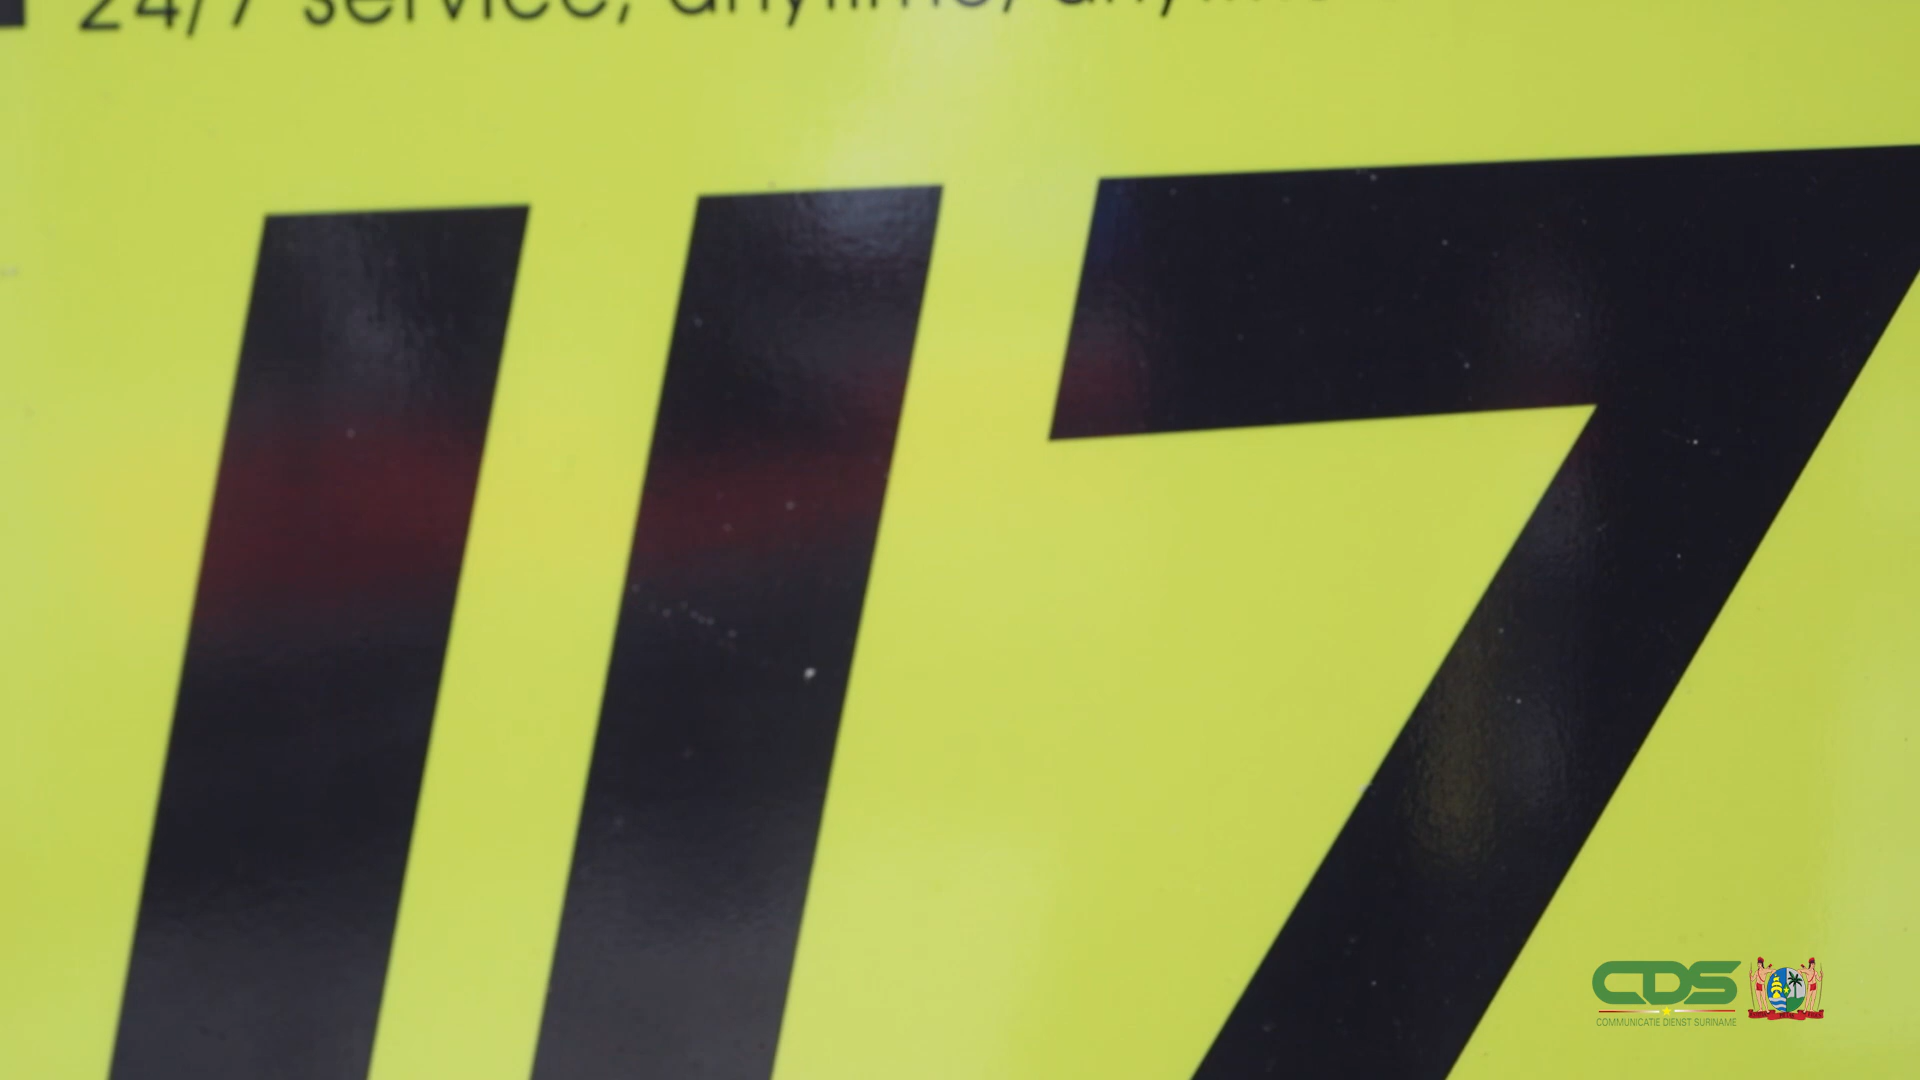 24/7 service, anytime,
117
CDS
COMMUNICATIE DIENST SURINAME